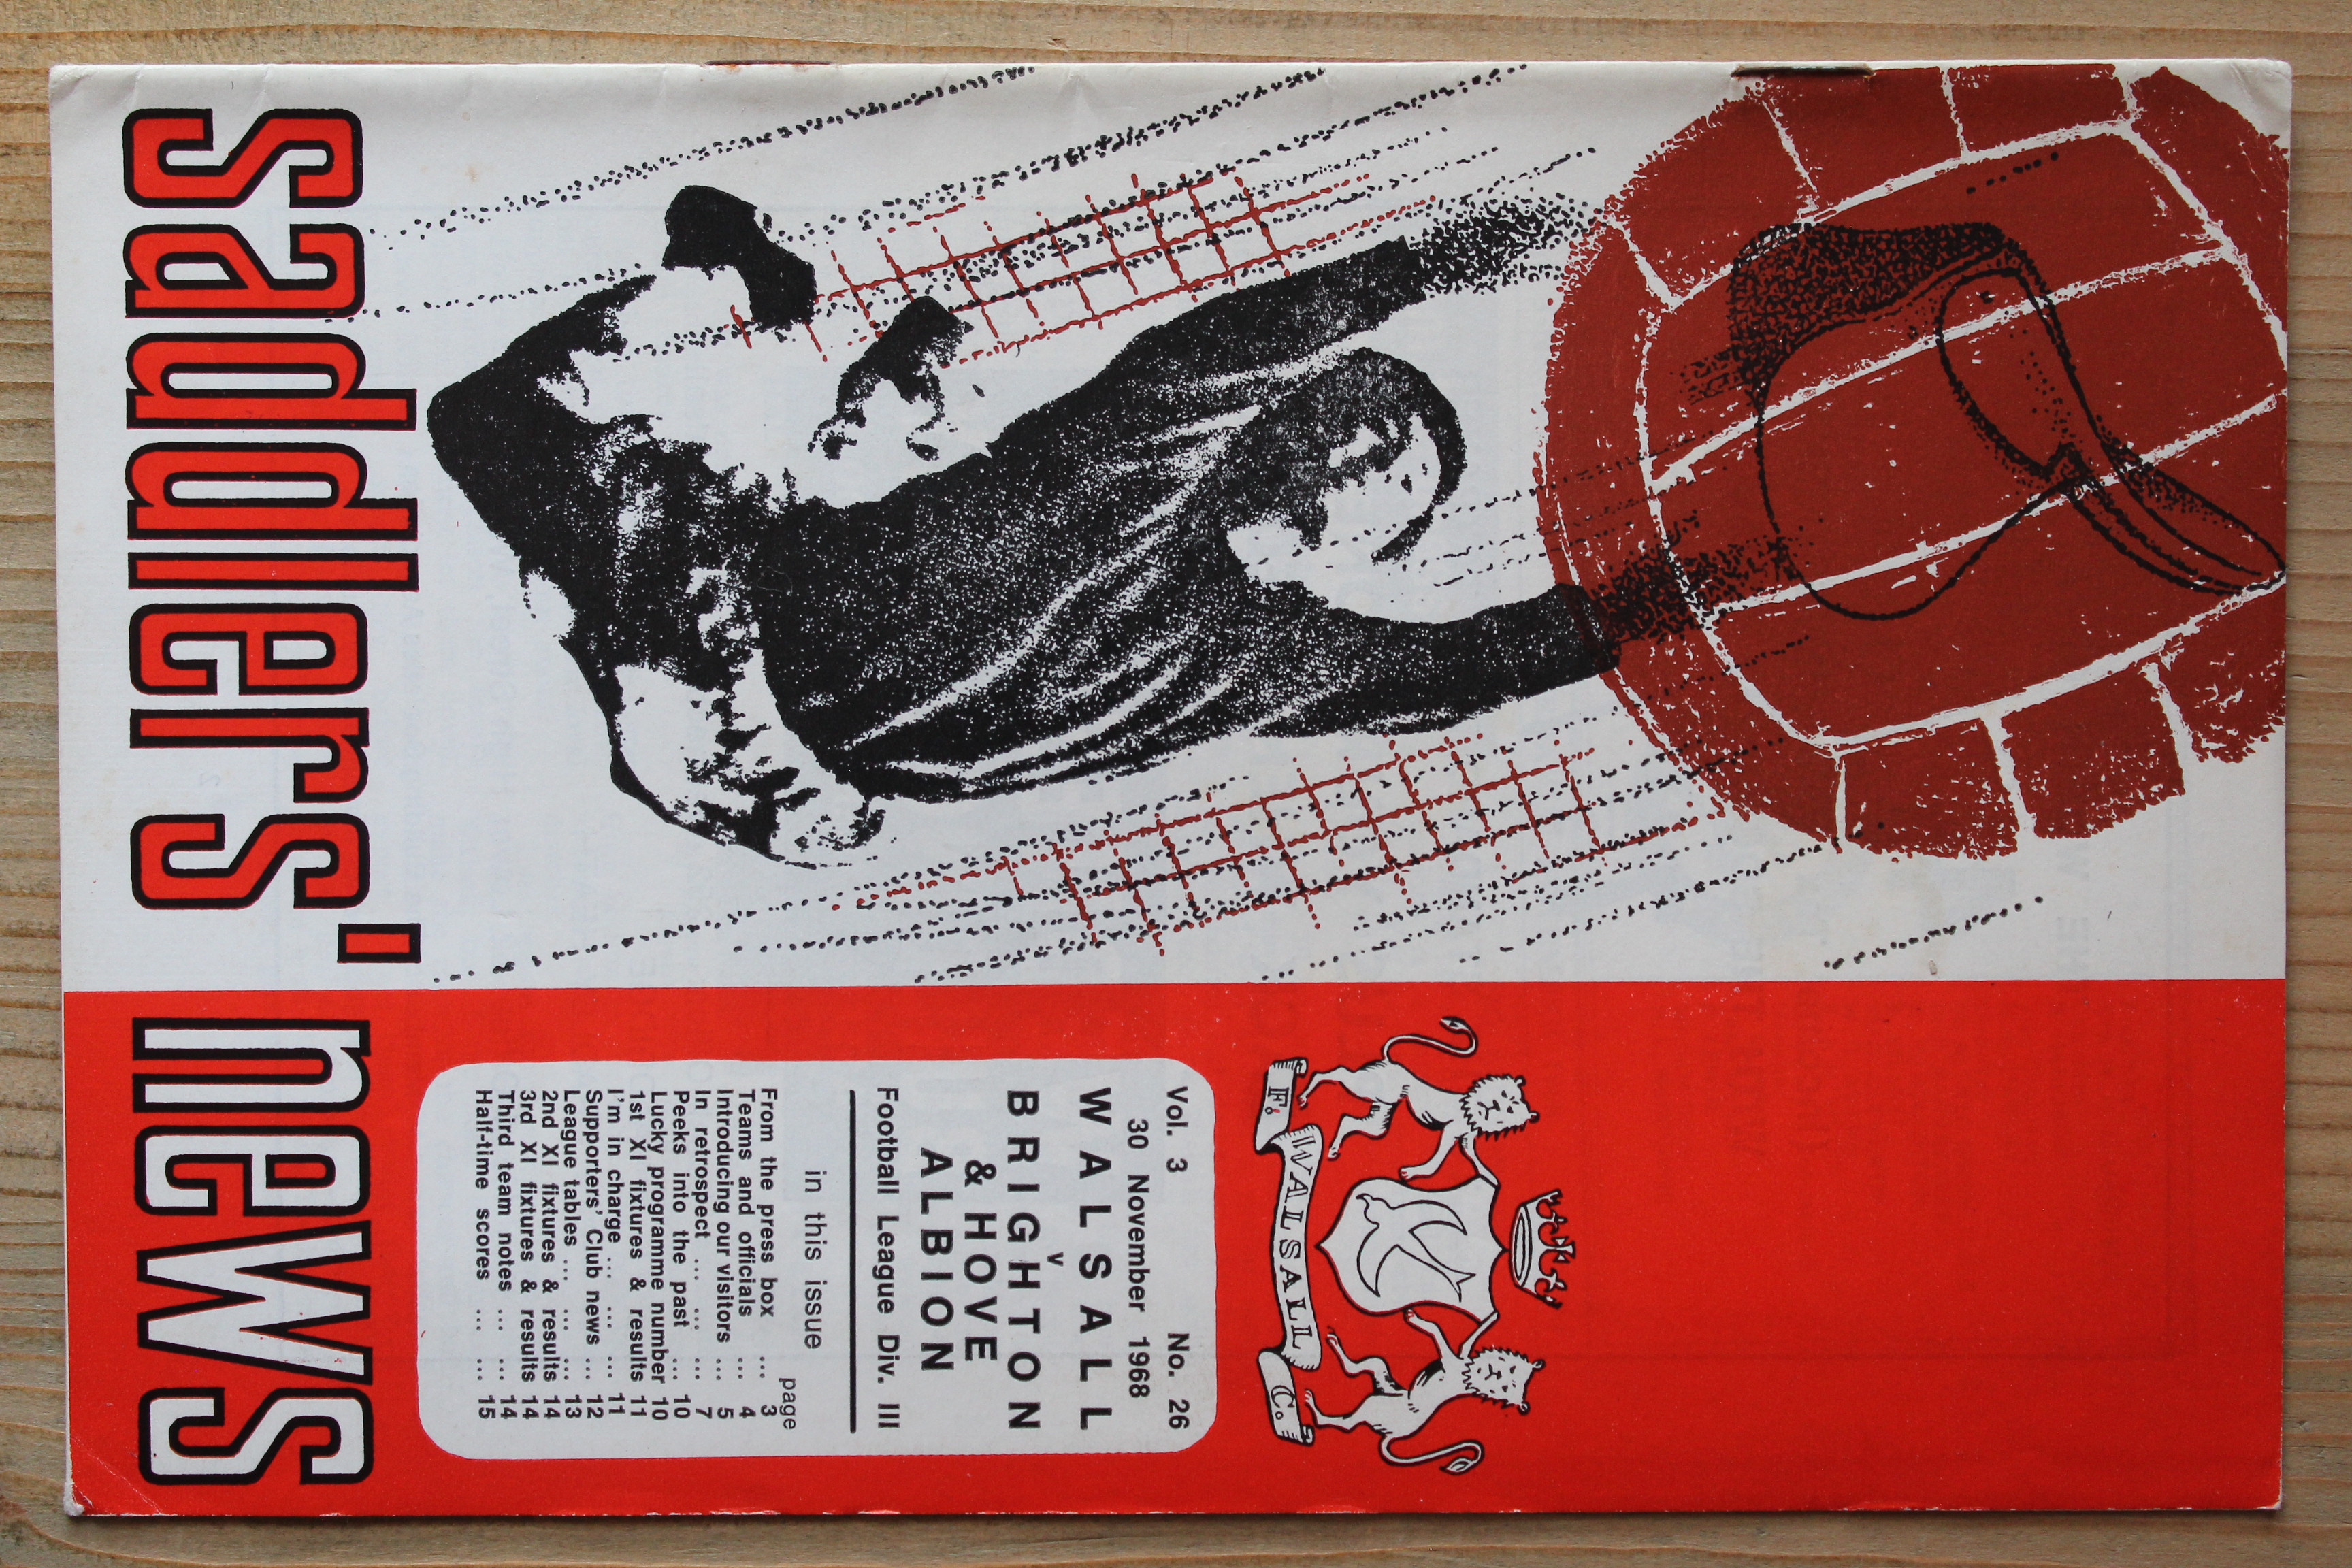 saddlers' news
F. WALSALL C.
Vol. 3 No. 26
30 November 1968
WALSALL
v
BRIGHTON
& HOVE
ALBION
Football League Div. III
in this issue
page
From the press box ... 3
Teams and officials ... 4
Introducing our visitors ... 5
In retrospect ... ... ... 7
Peeks into the past ... 10
Lucky programme number 10
1st XI fixtures & results 11
I'm in charge ... ... ... 11
Supporters' Club news ... 12
League tables ... ... ... 13
2nd XI fixtures & results 14
3rd XI fixtures & results 14
Third team notes ... ... 14
Half-time scores ... ... 15